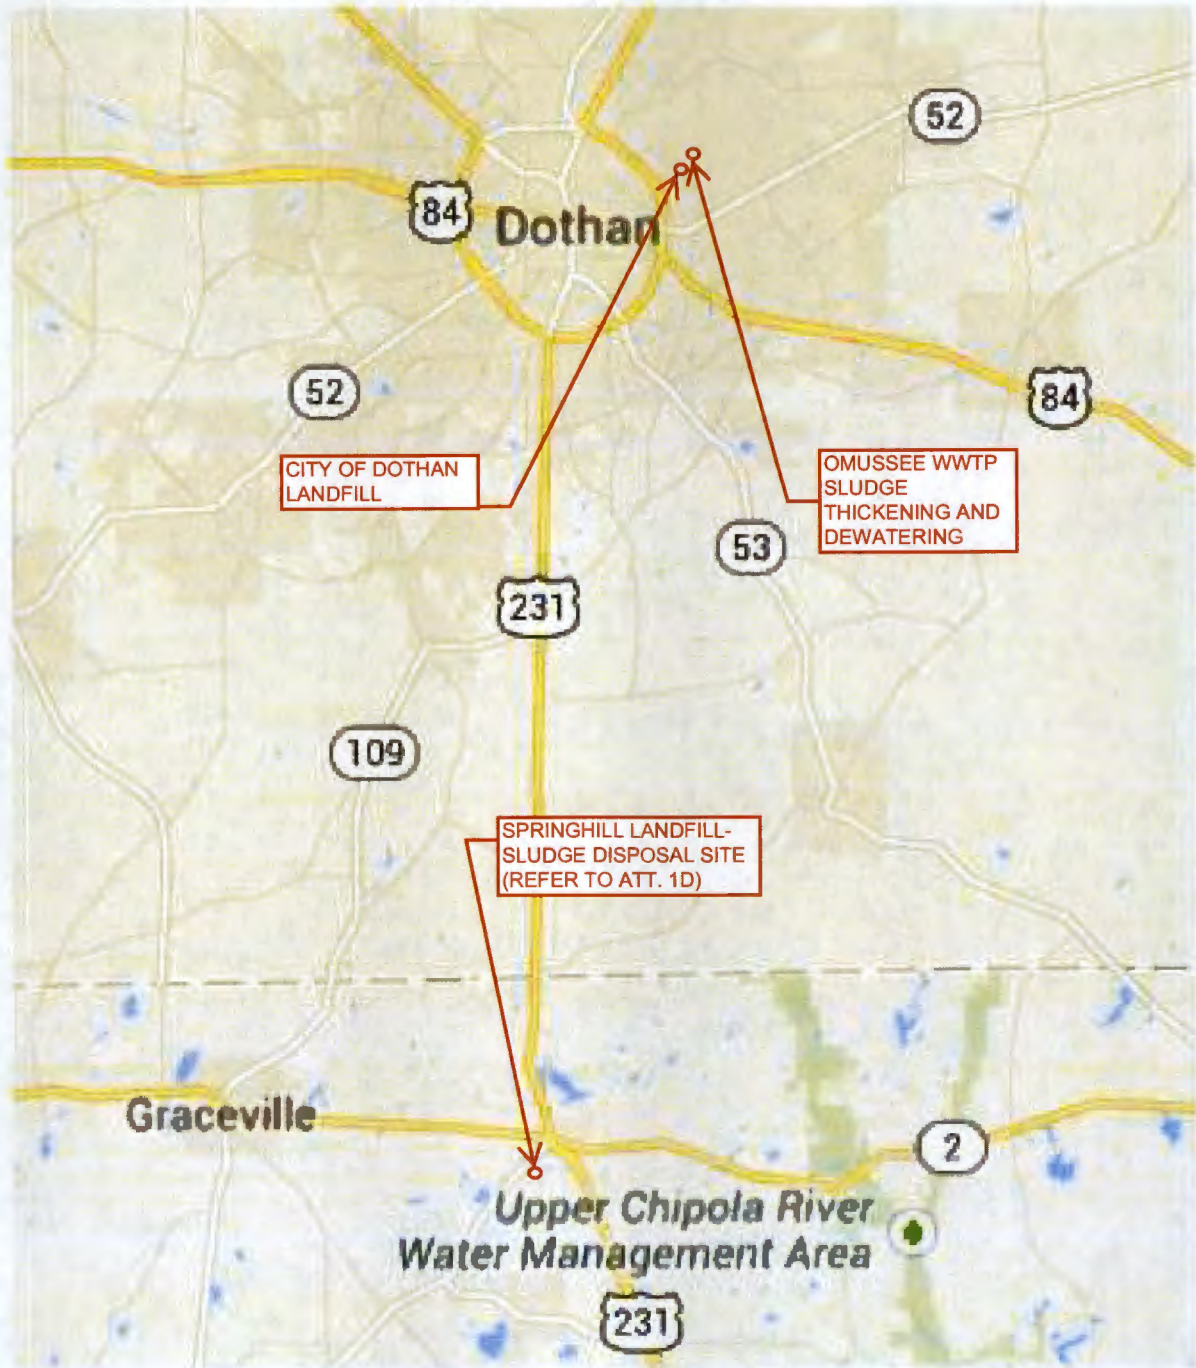 52
84
Dothan
52
84
CITY OF DOTHAN
LANDFILL
OMUSSEE WWTP
SLUDGE
THICKENING AND
DEWATERING
53
231
109
SPRINGHILL LANDFILL-
SLUDGE DISPOSAL SITE
(REFER TO ATT. 1D)
Graceville
2
Upper Chipola River
Water Management Area
231